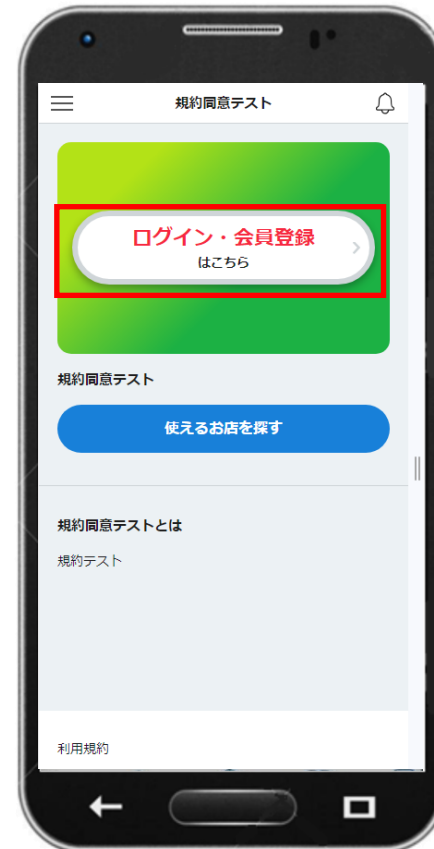 規約同意テスト
ログイン・会員登録
はこちら
規約同意テスト
使えるお店を探す
規約同意テストとは
規約テスト
利用規約